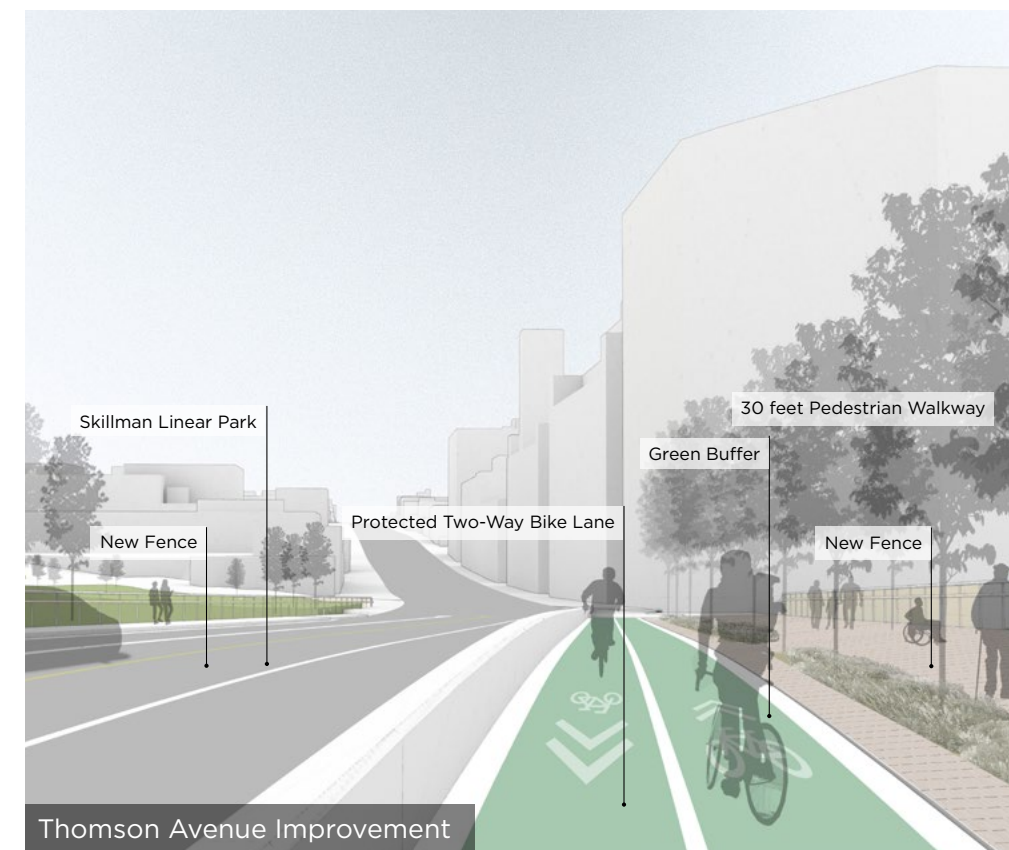 30 feet Pedestrian Walkway
Skillman Linear Park
Green Buffer
Protected Two-Way Bike Lane
New Fence
New Fence
Thomson Avenue Improvement